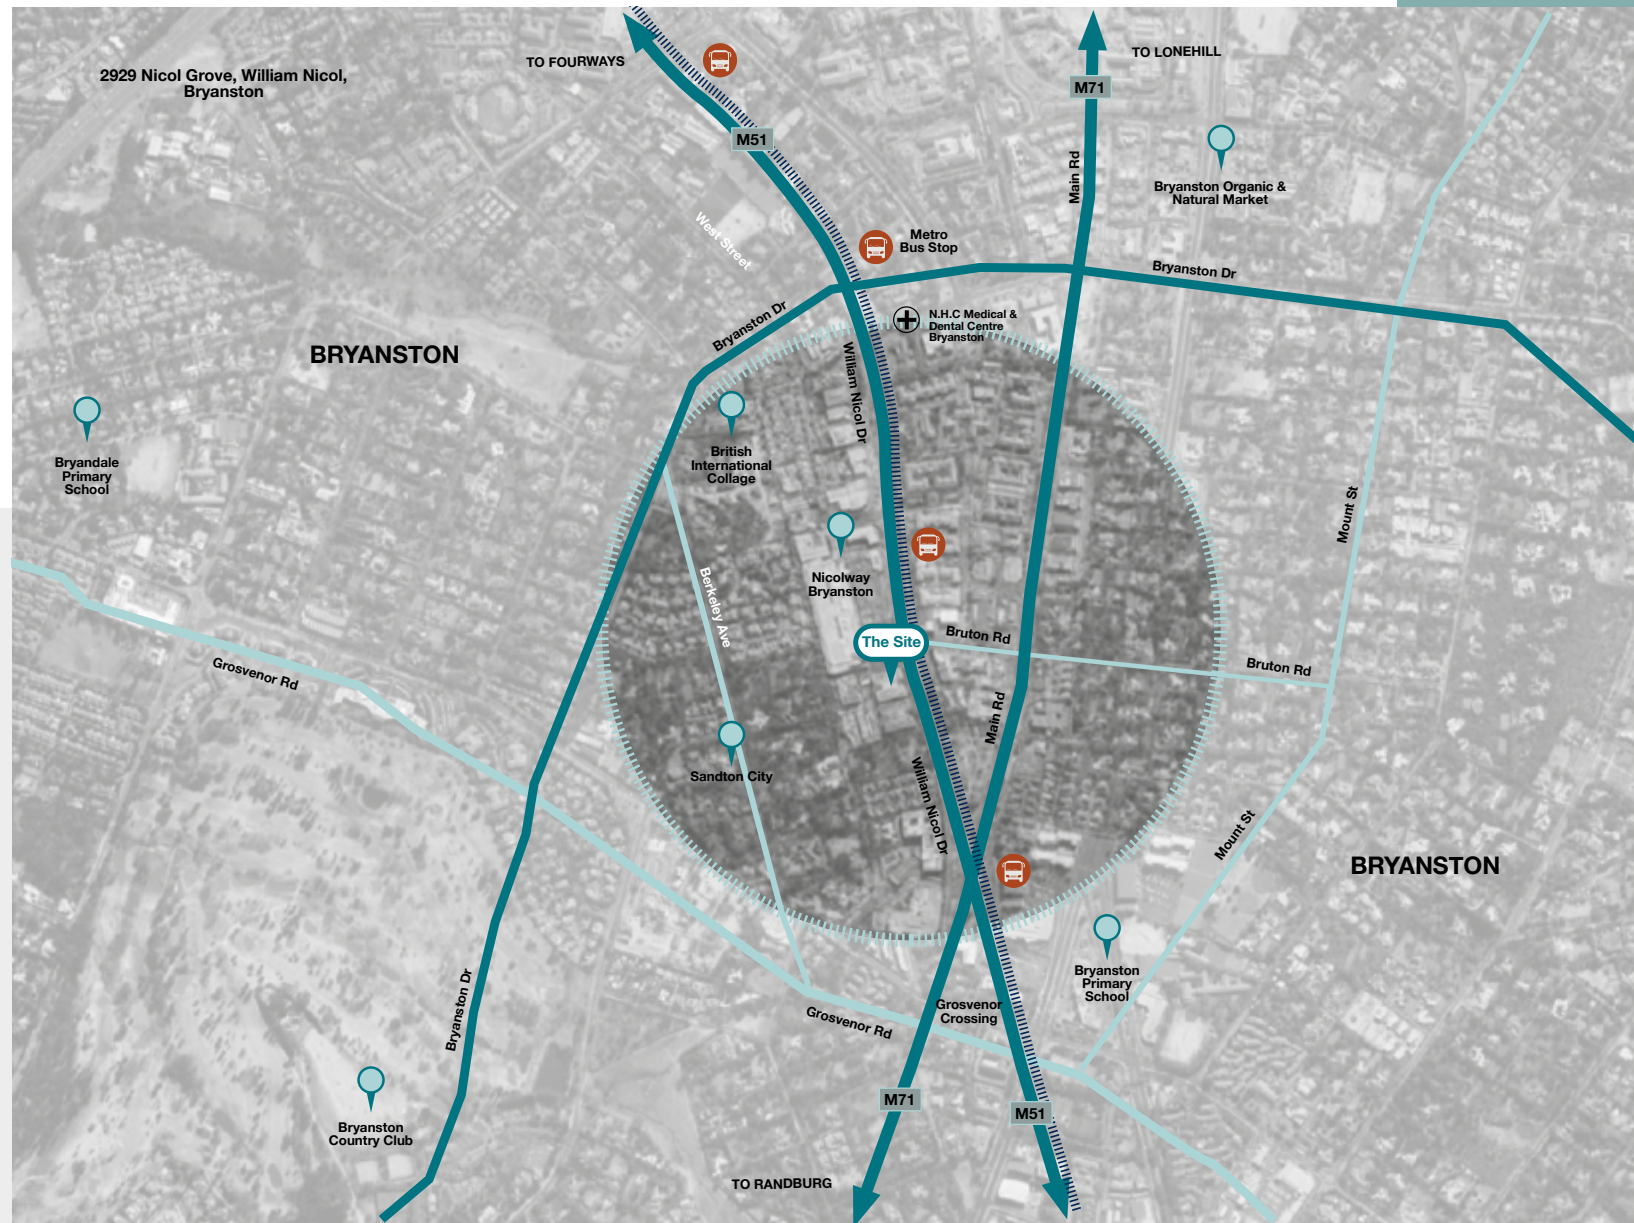 TO LONEHILL
TO FOURWAYS
2929 Nicol Grove, William Nicol,
Bryanston
M71
M51
Main Rd
Bryanston Organic &
Natural Market
West Street
Metro
Bus Stop
Bryanston Dr
Bryanston Dr
N.H.C Medical &
Dental Centre
Bryanston
BRYANSTON
William Nicol Dr
Bryandale
Primary
School
British
International
Collage
Mount St
Nicolway
Bryanston
Berkeley Ave
The Site
Bruton Rd
Bruton Rd
Grosvenor Rd
Main Rd
Sandton City
William Nicol Dr
Mount St
BRYANSTON
Bryanston
Primary
School
Bryanston Dr
Grosvenor
Crossing
Grosvenor Rd
M71
M51
Bryanston
Country Club
TO RANDBURG